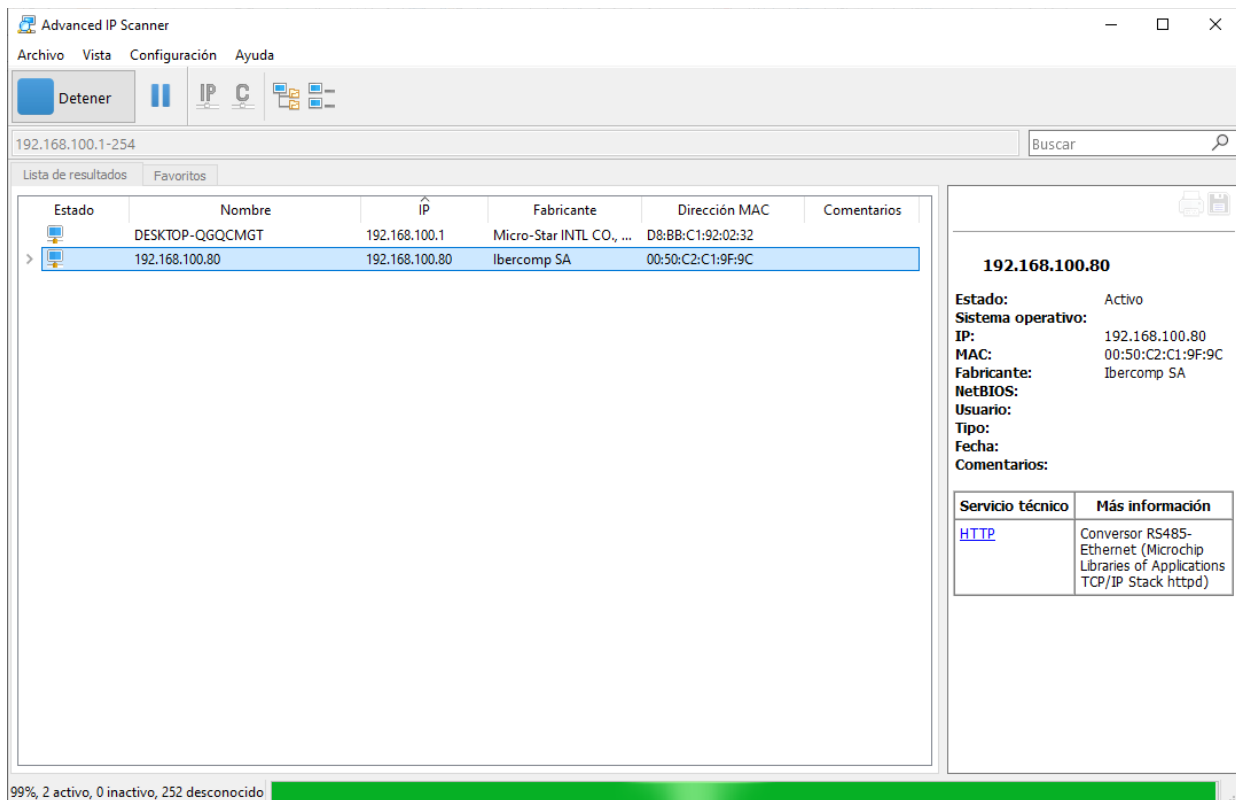 Advanced IP Scanner
Archivo Vista Configuración Ayuda
Detener IP C
192.168.100.1-254 Buscar
Lista de resultados Favoritos
Estado Nombre IP Fabricante Dirección MAC Comentarios
DESKTOP-QGQCMGT 192.168.100.1 Micro-Star INTL CO., ... D8:BB:C1:92:02:32
192.168.100.80 192.168.100.80 Ibercomp SA 00:50:C2:C1:9F:9C
192.168.100.80
Estado: Activo
Sistema operativo:
IP: 192.168.100.80
MAC: 00:50:C2:C1:9F:9C
Fabricante: Ibercomp SA
NetBIOS:
Usuario:
Tipo:
Fecha:
Comentarios:
Servicio técnico Más información
HTTP Conversor RS485-
Ethernet (Microchip
Libraries of Applications
TCP/IP Stack httpd)
99%, 2 activo, 0 inactivo, 252 desconocido